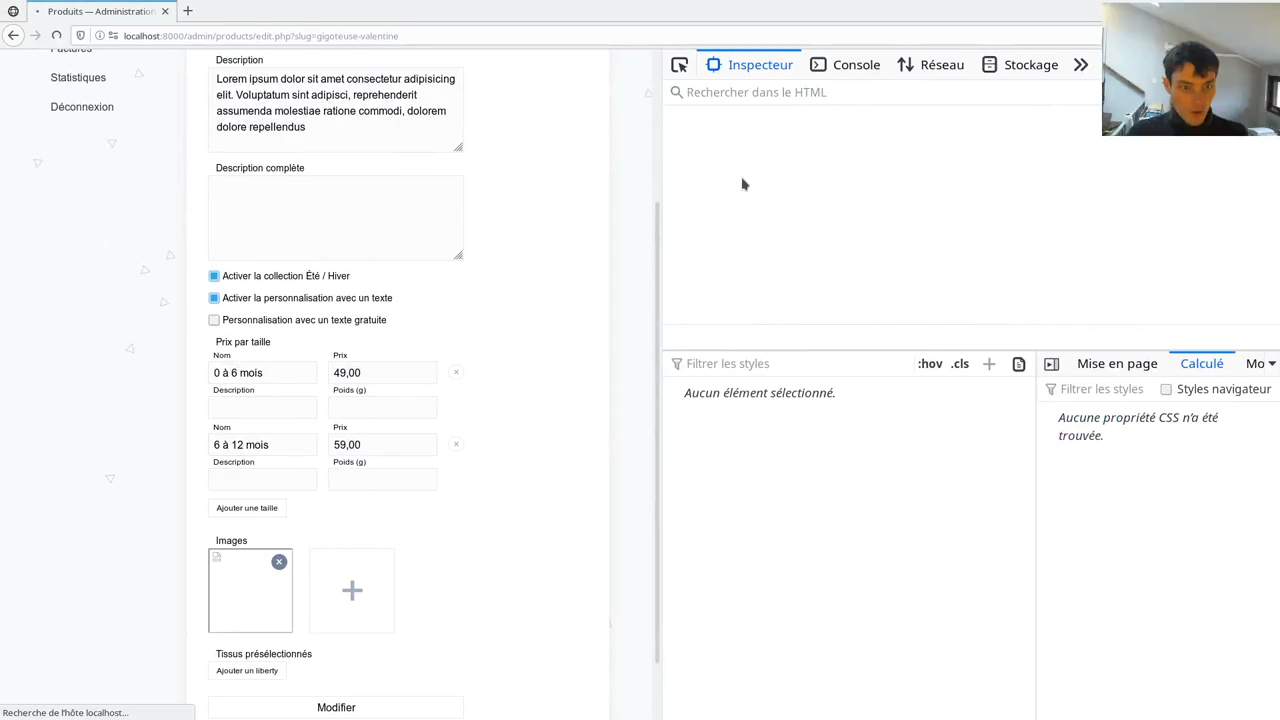 Produits — Administration
localhost:8000/admin/products/edit.php?slug=gigoteuse-valentine
Statistiques
Déconnexion
Description
Lorem ipsum dolor sit amet consectetur adipisicing
elit. Voluptatum sint adipisci, reprehenderit
assumenda molestiae ratione commodi, dolorem
dolore repellendus
Description complète
Activer la collection Été / Hiver
Activer la personnalisation avec un texte
Personnalisation avec un texte gratuite
Prix par taille
Nom Prix
0 à 6 mois 49,00
Description Poids (g)
Nom Prix
6 à 12 mois 59,00
Description Poids (g)
Ajouter une taille
Images
Tissus présélectionnés
Ajouter un liberty
Modifier
Recherche de l'hôte localhost...
Inspecteur Console Réseau Stockage
Rechercher dans le HTML
Filtrer les styles :hov .cls
Aucun élément sélectionné.
Mise en page Calculé Mo
Filtrer les styles Styles navigateur
Aucune propriété CSS n'a été
trouvée.